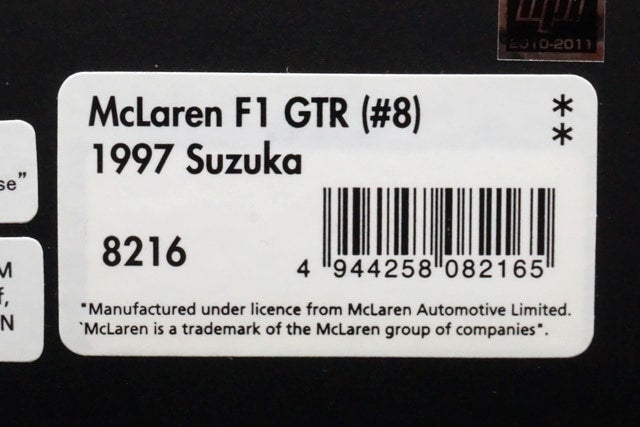 2010-2011
McLaren F1 GTR (#8)
**
1997 Suzuka
se”
8216
4 944258 082165
M
f,
N
"Manufactured under licence from McLaren Automotive Limited.
‵McLaren is a trademark of the McLaren group of companies".